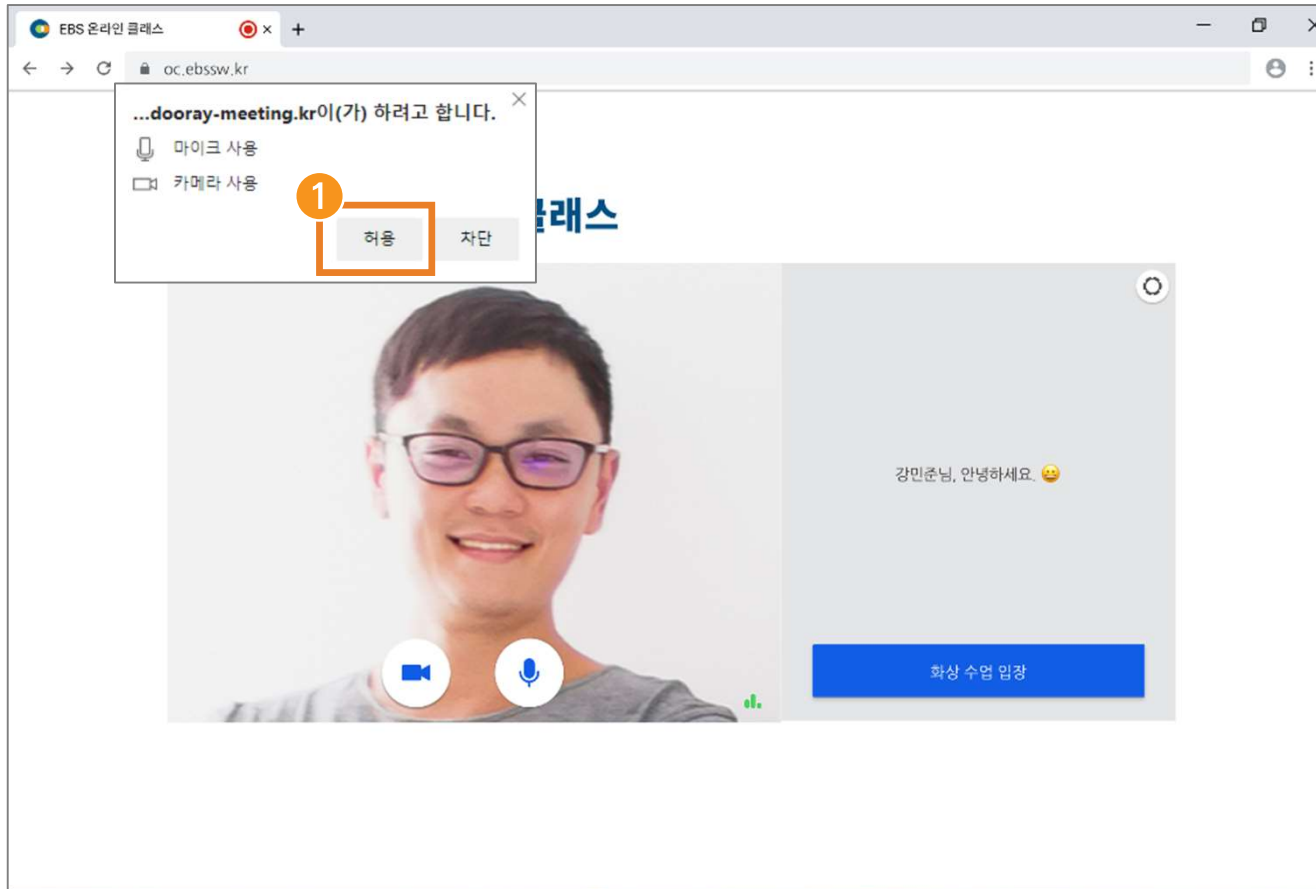 EBS 온라인 클래스
oc.ebssw.kr
...dooray-meeting.kr이(가) 하려고 합니다.
마이크 사용
카메라 사용
1
허용 차단
클래스
강민준님, 안녕하세요. 😀
화상 수업 입장